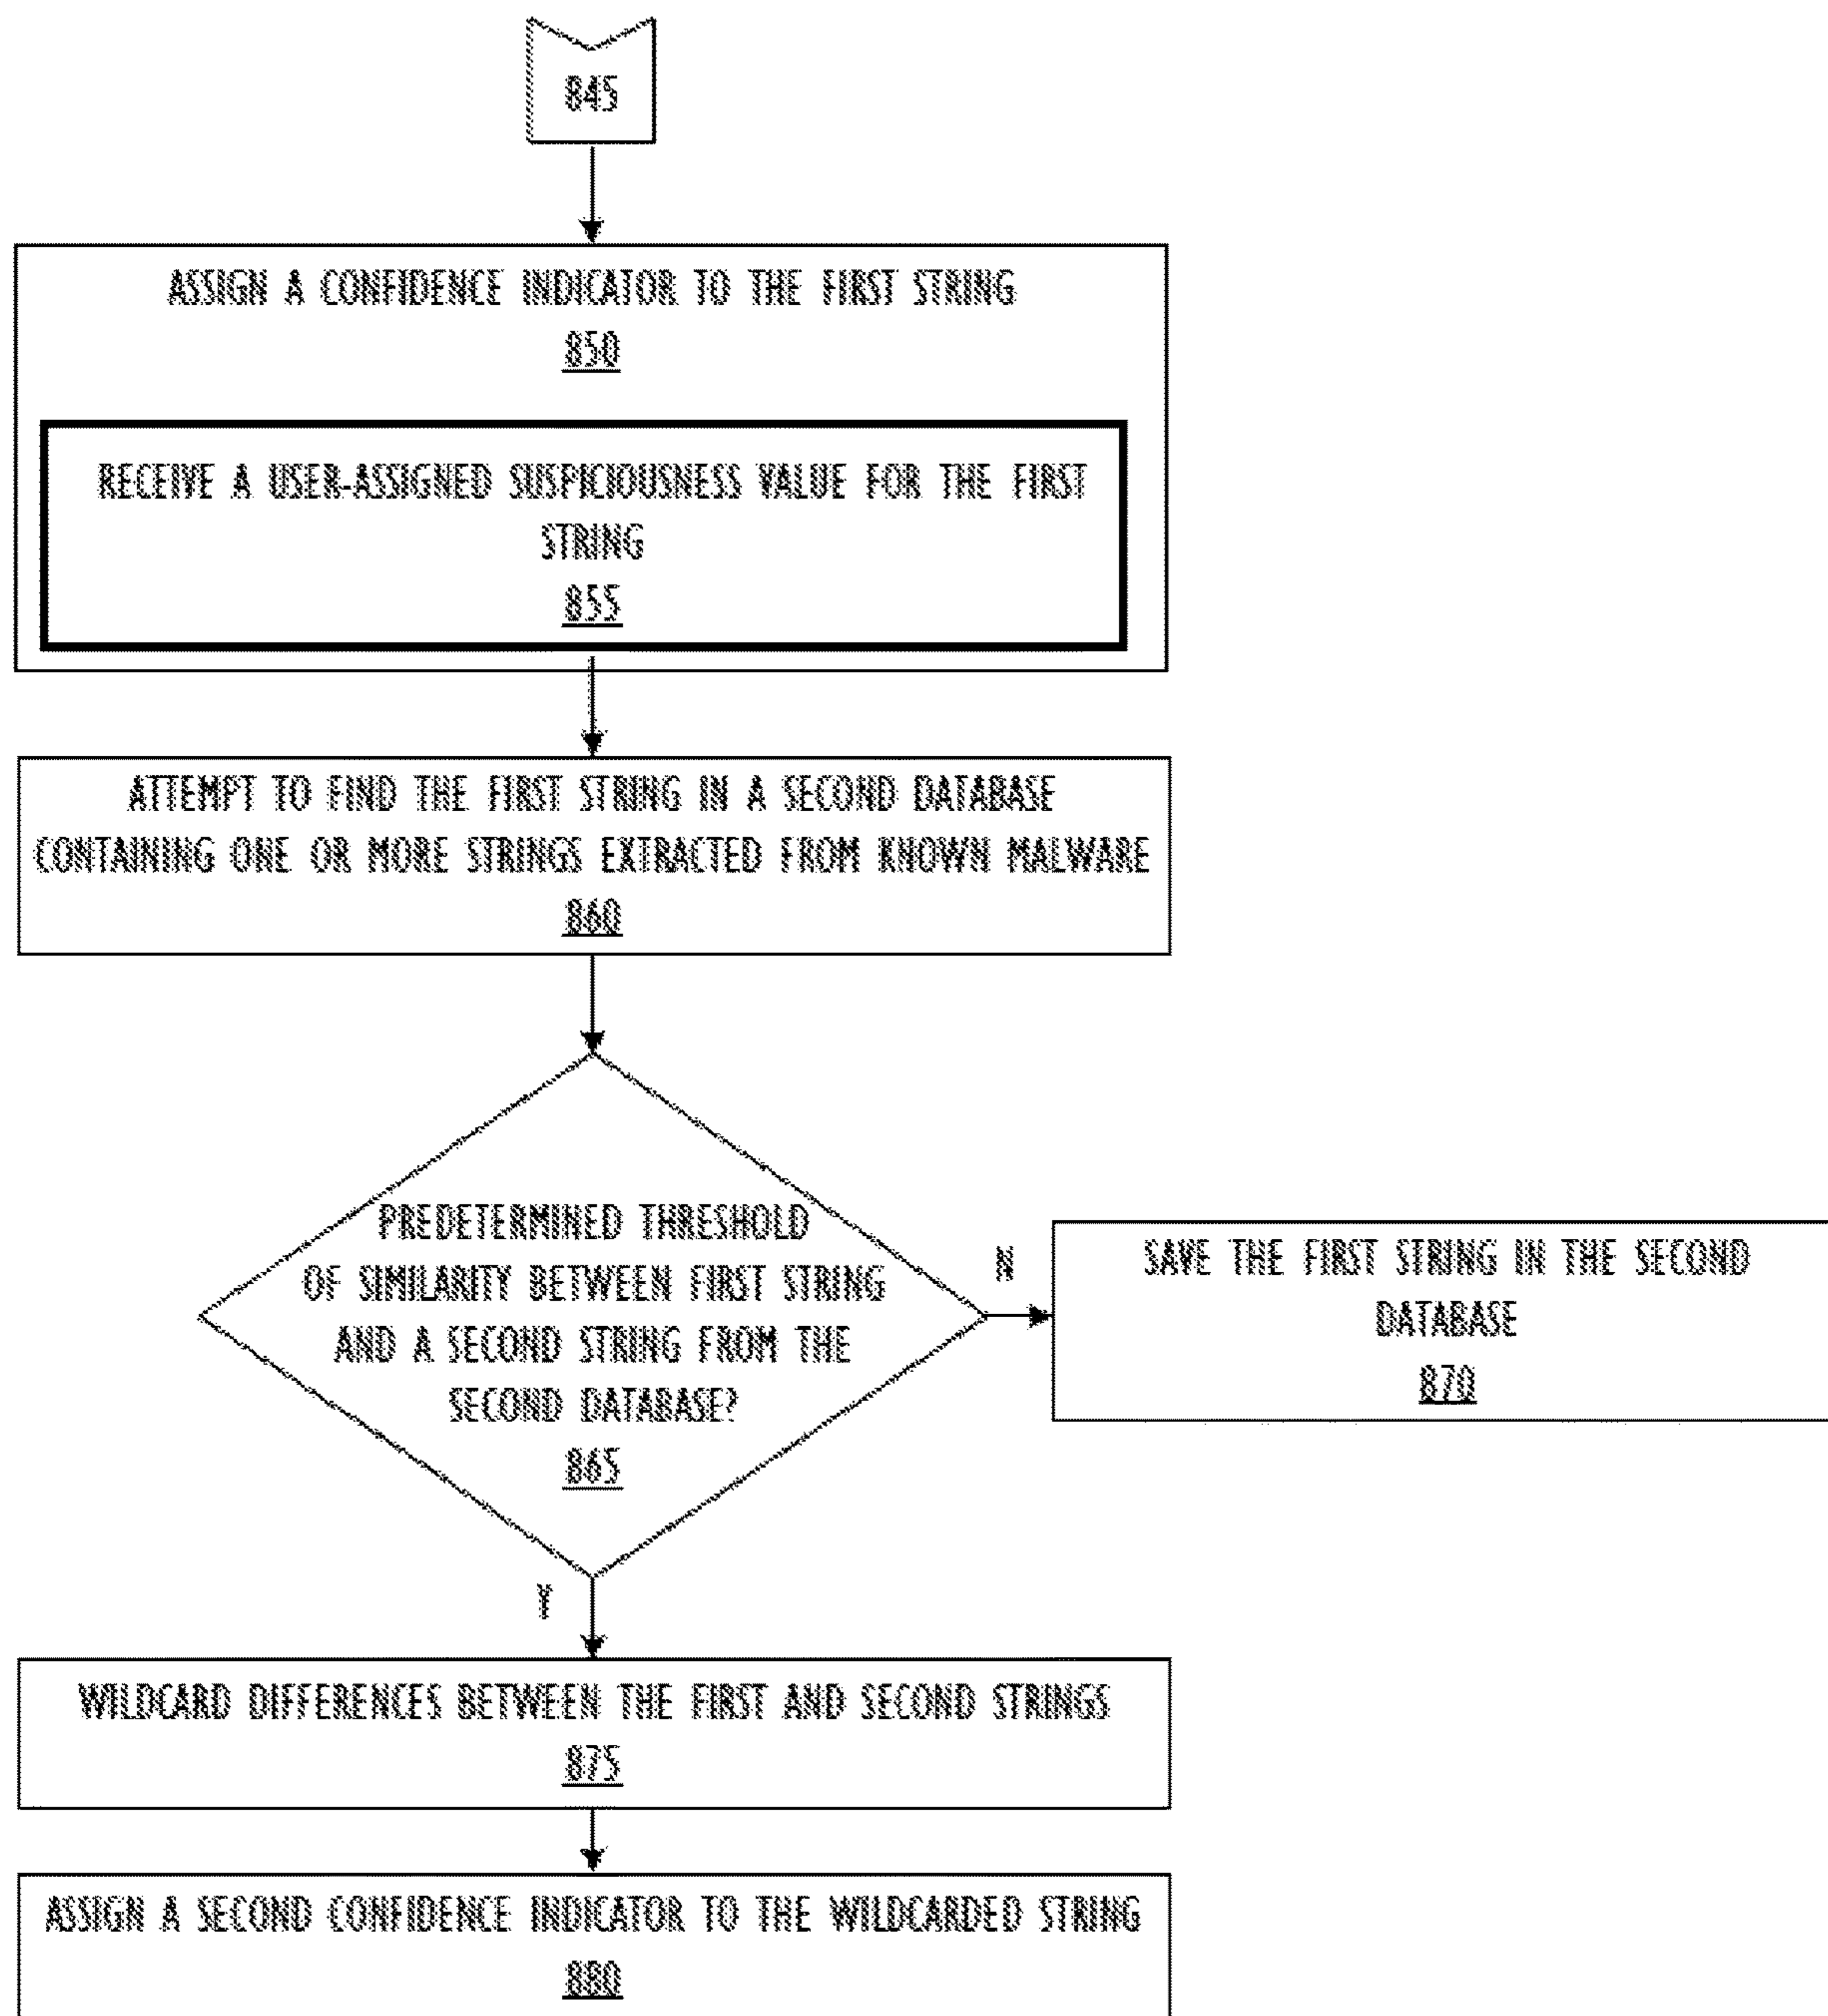 845
ASSIGN A CONFIDENCE INDICATOR TO THE FIRST STRING
850
RECEIVE A USER-ASSIGNED SUSPICIOUSNESS VALUE FOR THE FIRST
STRING
855
ATTEMPT TO FIND THE FIRST STRING IN A SECOND DATABASE
CONTAINING ONE OR MORE STRINGS EXTRACTED FROM KNOWN MALWARE
860
PREDETERMINED THRESHOLD
OF SIMILARITY BETWEEN FIRST STRING
AND A SECOND STRING FROM THE
SECOND DATABASE?
865
N
SAVE THE FIRST STRING IN THE SECOND
DATABASE
870
Y
WILDCARD DIFFERENCES BETWEEN THE FIRST AND SECOND STRINGS
875
ASSIGN A SECOND CONFIDENCE INDICATOR TO THE WILDCARDED STRING
880